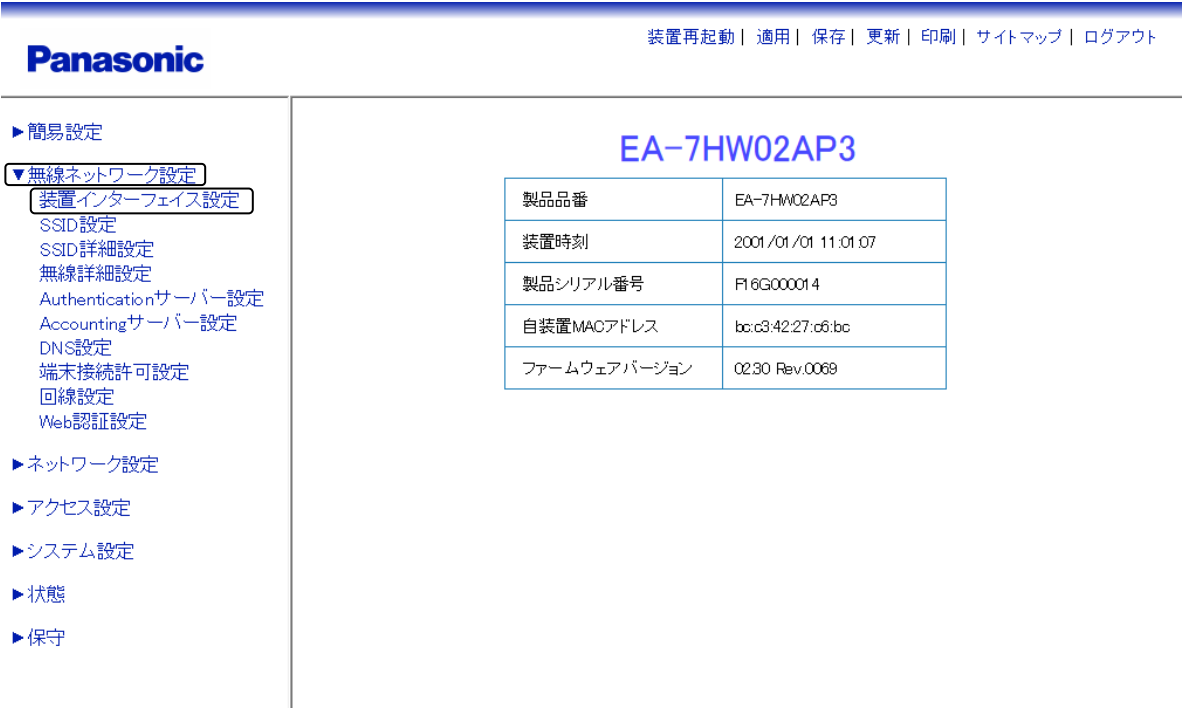 装置再起動 | 適用 | 保存 | 更新 | 印刷 | サイトマップ | ログアウト
Panasonic
▶簡易設定
▼無線ネットワーク設定
装置インターフェイス設定
SSID設定
SSID詳細設定
無線詳細設定
Authenticationサーバー設定
Accountingサーバー設定
DNS設定
端末接続許可設定
回線設定
Web認証設定
▶ネットワーク設定
▶アクセス設定
▶システム設定
▶状態
▶保守
EA-7HW02AP3
製品品番 EA-7HW02AP3
装置時刻 2001/01/01 11:01:07
製品シリアル番号 F16G000014
自装置MACアドレス bc:c3:42:27:c6:bc
ファームウェアバージョン 02.30 Rev.0069